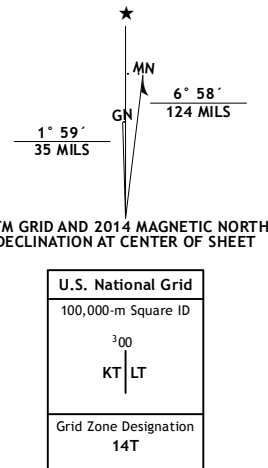 MN
GN
6° 58´
124 MILS
1° 59´
35 MILS
TM GRID AND 2014 MAGNETIC NORTH
DECLINATION AT CENTER OF SHEET
U.S. National Grid
100,000-m Square ID
³00
KT LT
Grid Zone Designation
14T